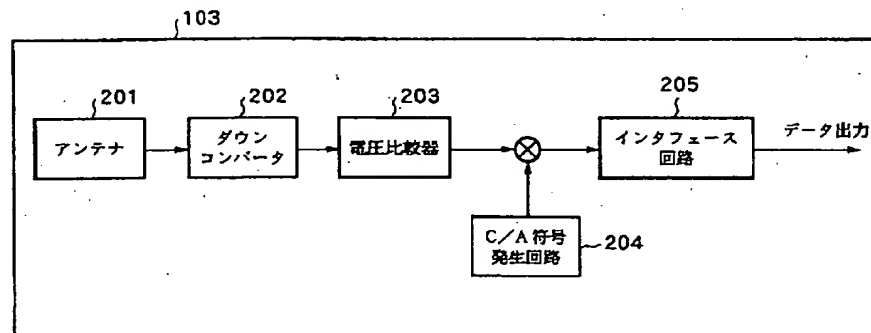 103
201
202
203
205
アンテナ
ダウン
コンバータ
電圧比較器
インタフェース
回路
データ出力
C/A 符号
発生回路
204